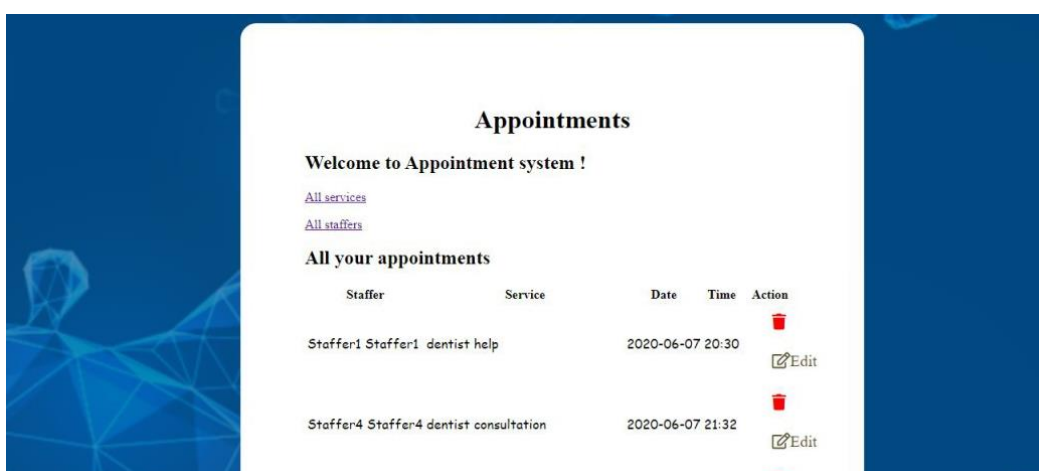 Appointments
Welcome to Appointment system !
All services
All staffers
All your appointments
Staffer Service Date Time Action
Staffer1 Staffer1 dentist help 2020-06-07 20:30
Edit
Staffer4 Staffer4 dentist consultation 2020-06-07 21:32
Edit